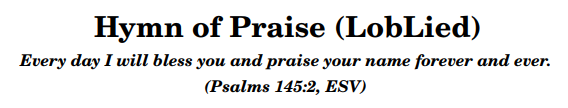 Hymn of Praise (LobLied)
Every day I will bless you and praise your name forever and ever.
(Psalms 145:2, ESV)